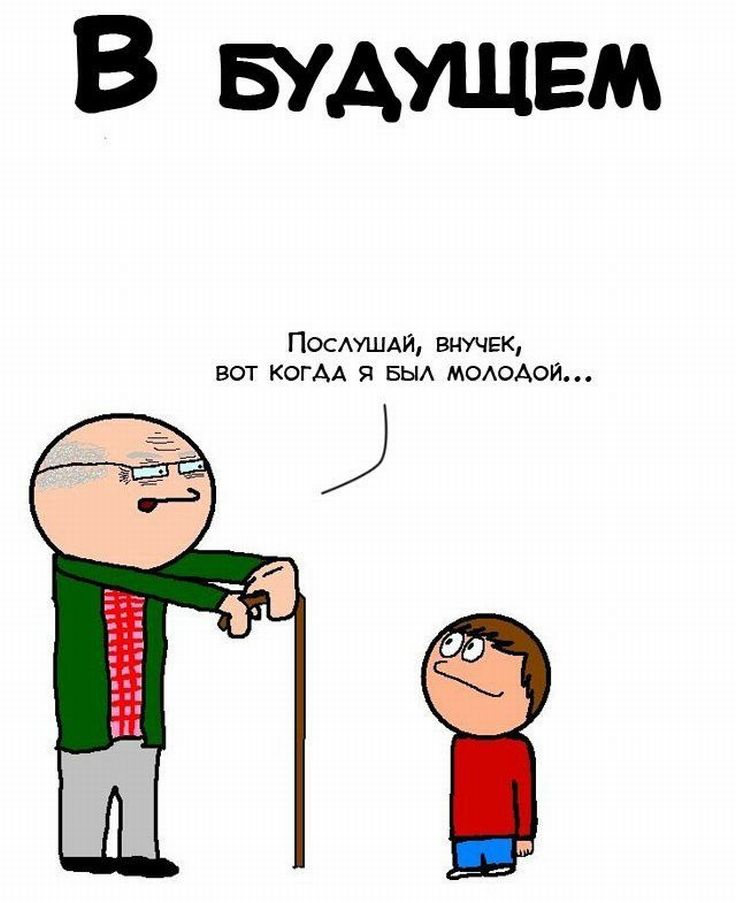 В будущем
Послушай, внучек,
вот когда я был молодой...